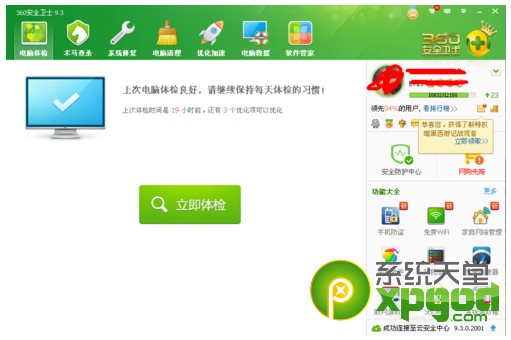 360安全卫士 9.3
电脑体检
木马查杀
系统修复
电脑清理
优化加速
电脑救援
软件管家
360
安全卫士
上次电脑体检良好，请继续保持每天体检的习惯！
上次体检时间是 19 小时前，还有 3 个优化项可以优化
立即体检
10032/12150
23
领先94%的用户，看排行榜>>
恭喜您，获得了新特权
立即领取>>
安全防护中心
网购先赔
功能大全
更多
手机防盗
免费WiFi
家庭网络管理
系统天堂
xpgod.com
成功连接至云安全中心
9.3.0.2001